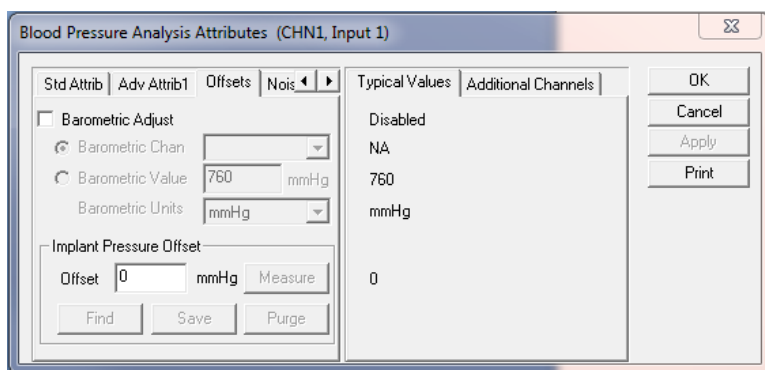 Blood Pressure Analysis Attributes (CHN1, Input 1)
Std Attrib Adv Attrib1 Offsets Nois
Typical Values Additional Channels
OK
Cancel
Apply
Print
Barometric Adjust
Disabled
Barometric Chan
NA
Barometric Value 760 mmHg
760
Barometric Units mmHg
mmHg
Implant Pressure Offset
Offset 0 mmHg Measure
0
Find Save Purge